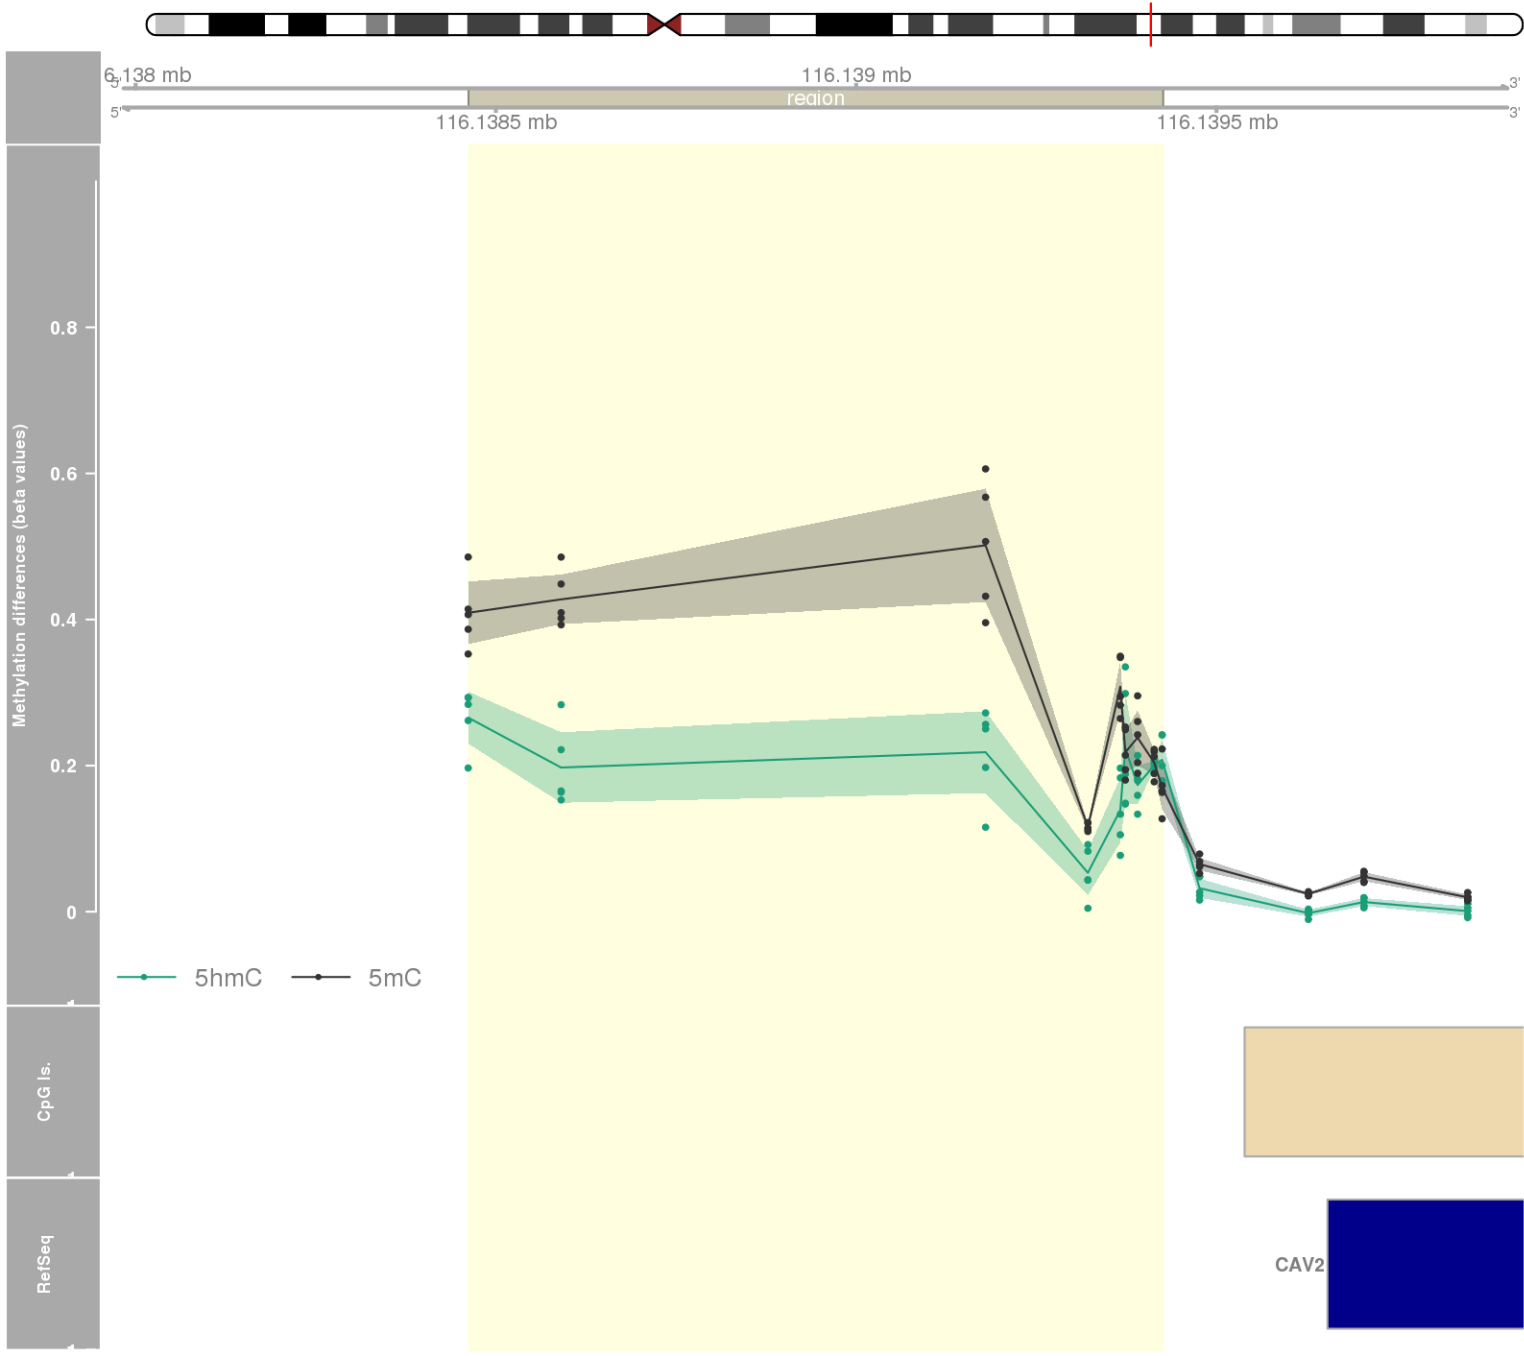 6.138 mb
116.139 mb
5'
3'
region
5'
3'
116.1385 mb
116.1395 mb
Methylation differences (beta values)
0.8
0.6
0.4
0.2
0
5hmC
5mC
CpG Is.
RefSeq
CAV2